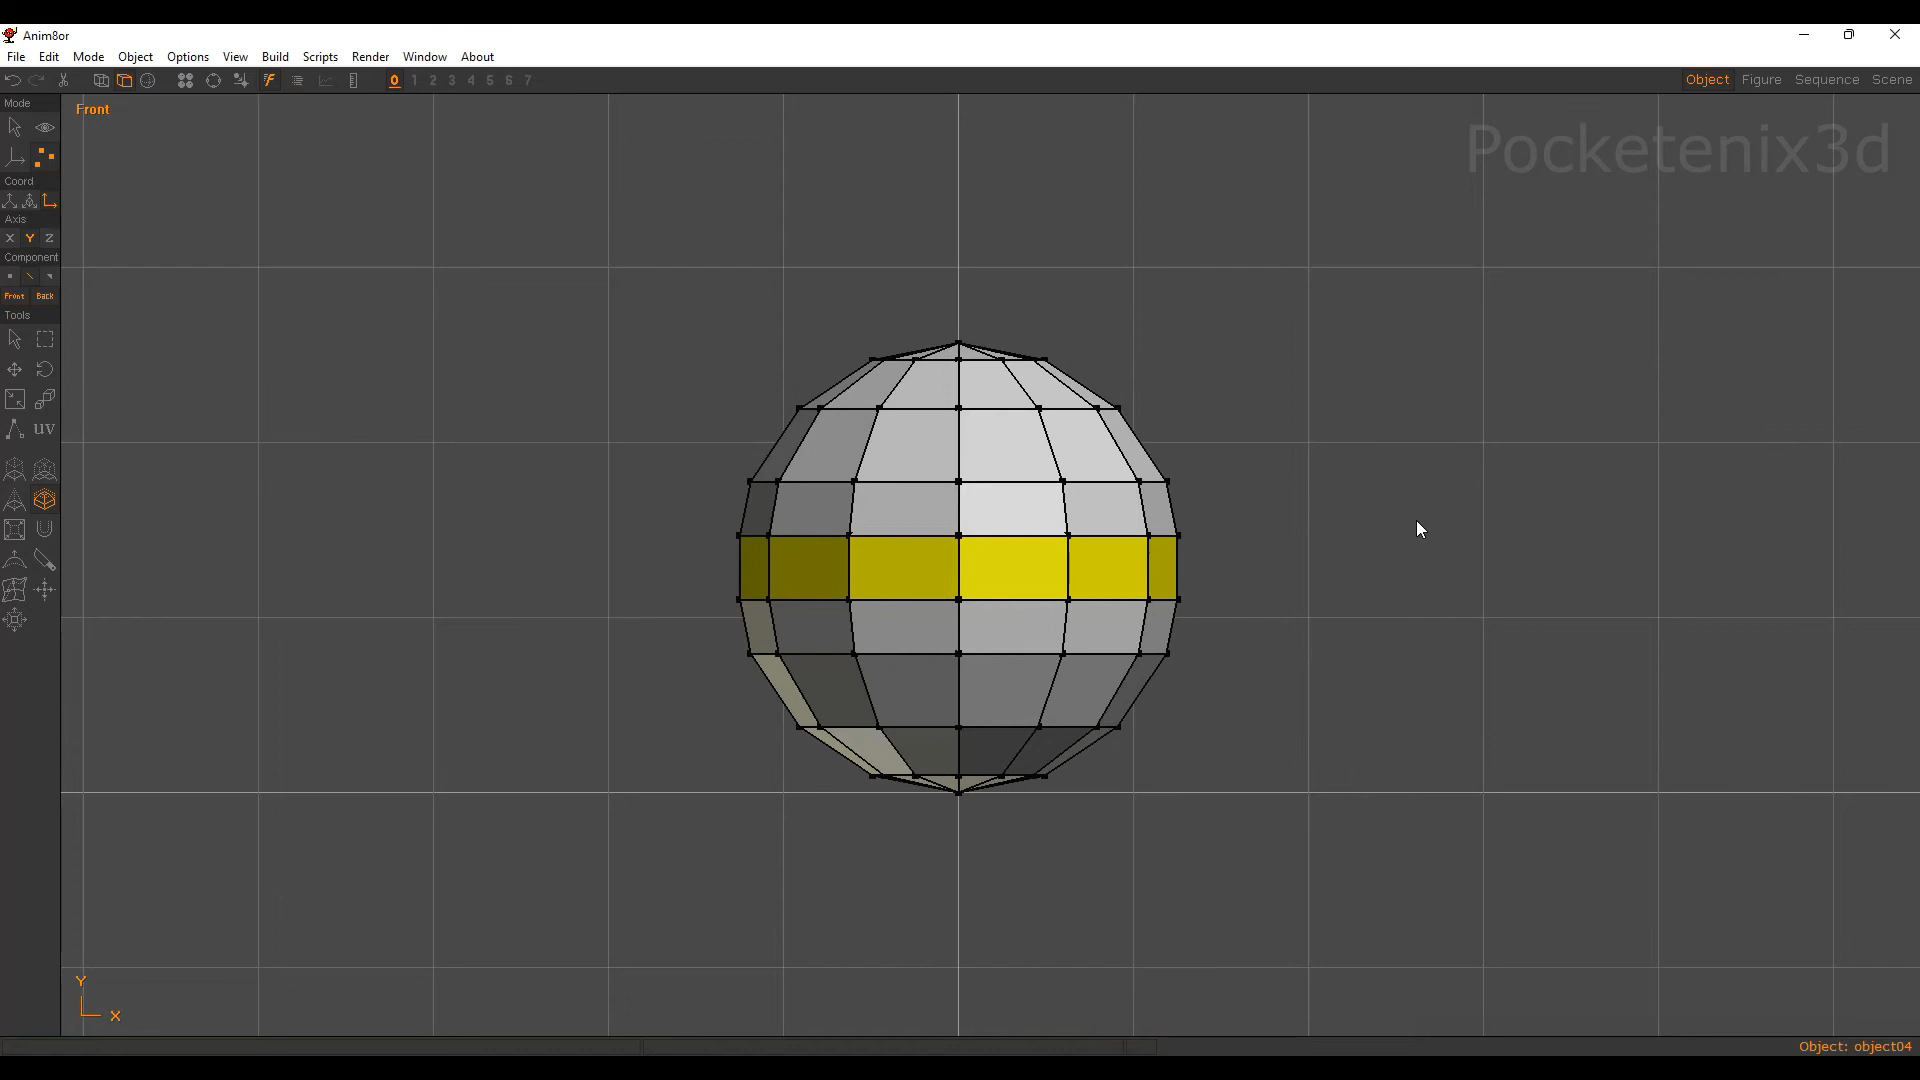 Anim8or
File Edit Mode Object Options View Build Scripts Render Window About
0 1 2 3 4 5 6 7
Object Figure Sequence Scene
Mode
Front
Pocketenix3d
Coord
Axis
X Y Z
Component
Front Back
Tools
UV
Y
X
Object: object04